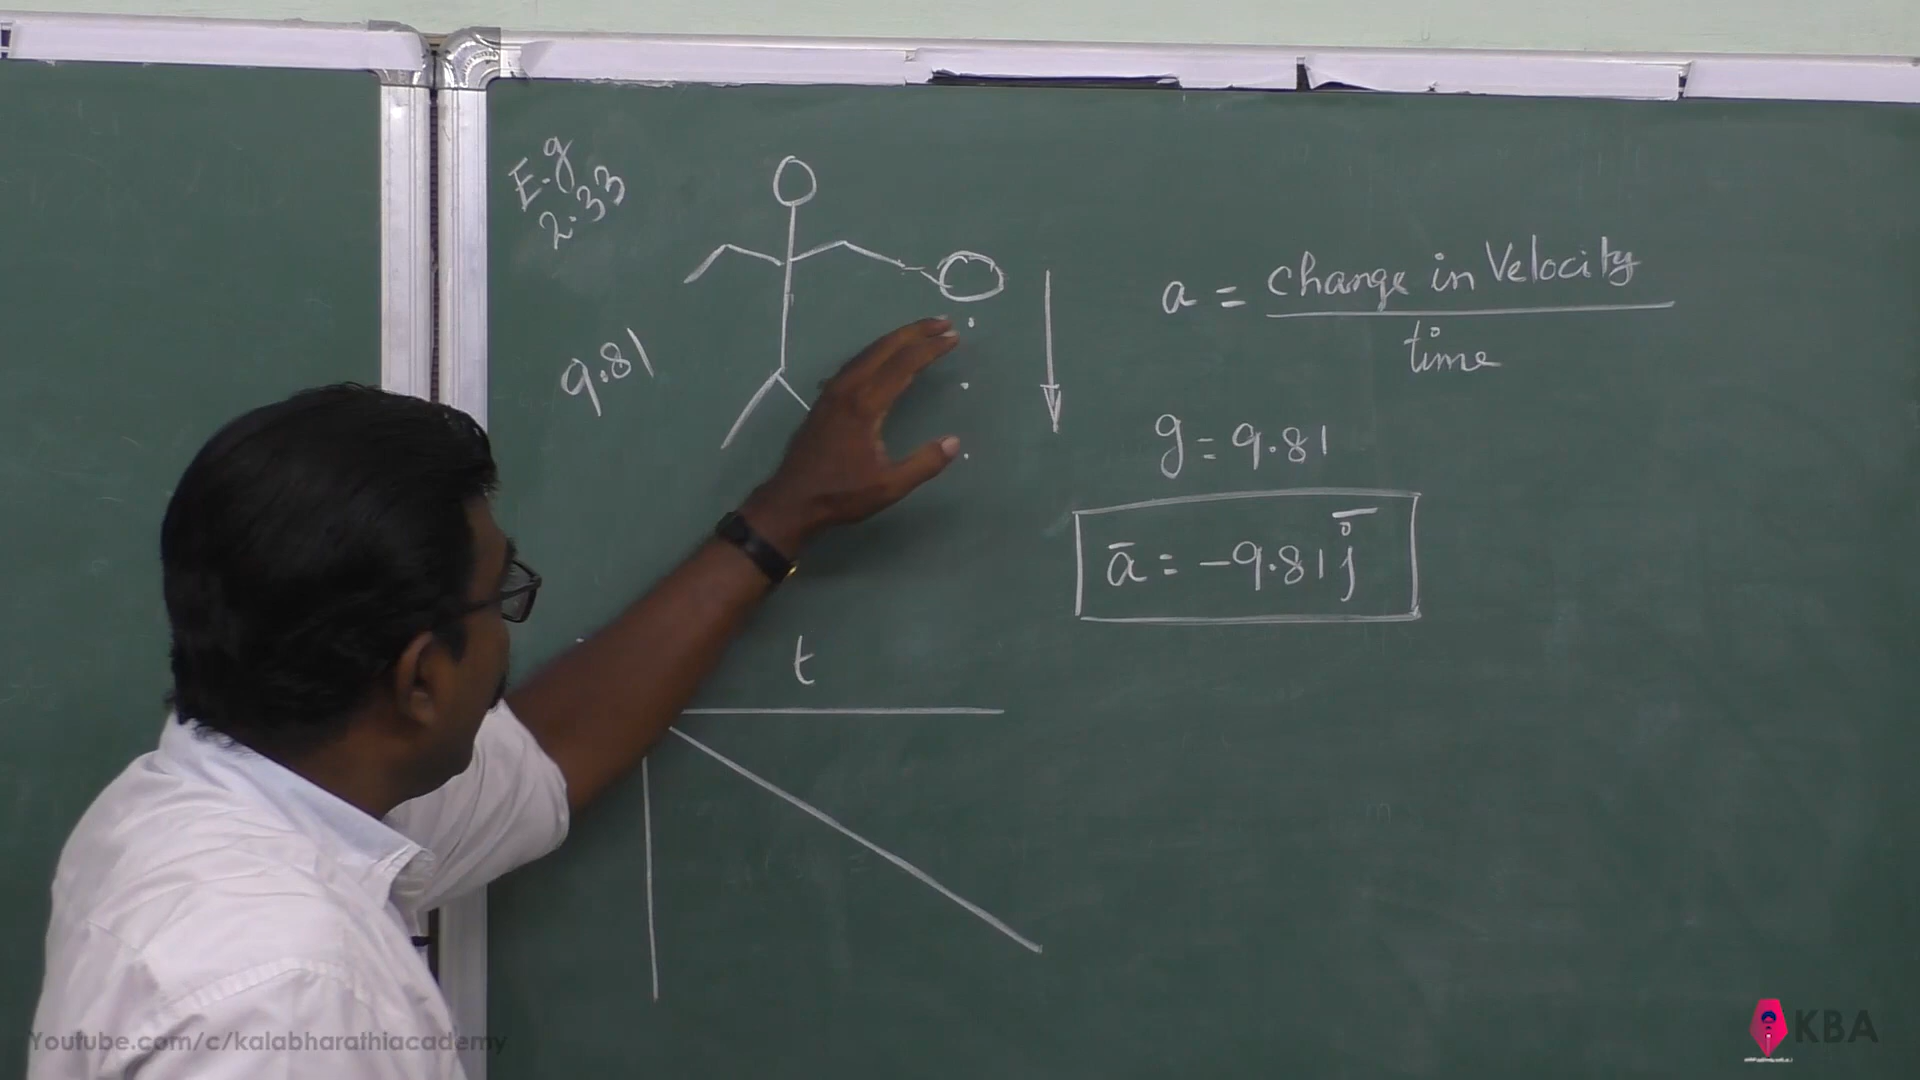 E.g
2.33
9.81
a = Change in Velocity
time
g = 9.81
a̅ = -9.81 j̅
t
Youtube.com/c/kalabharathiacademy
KBA